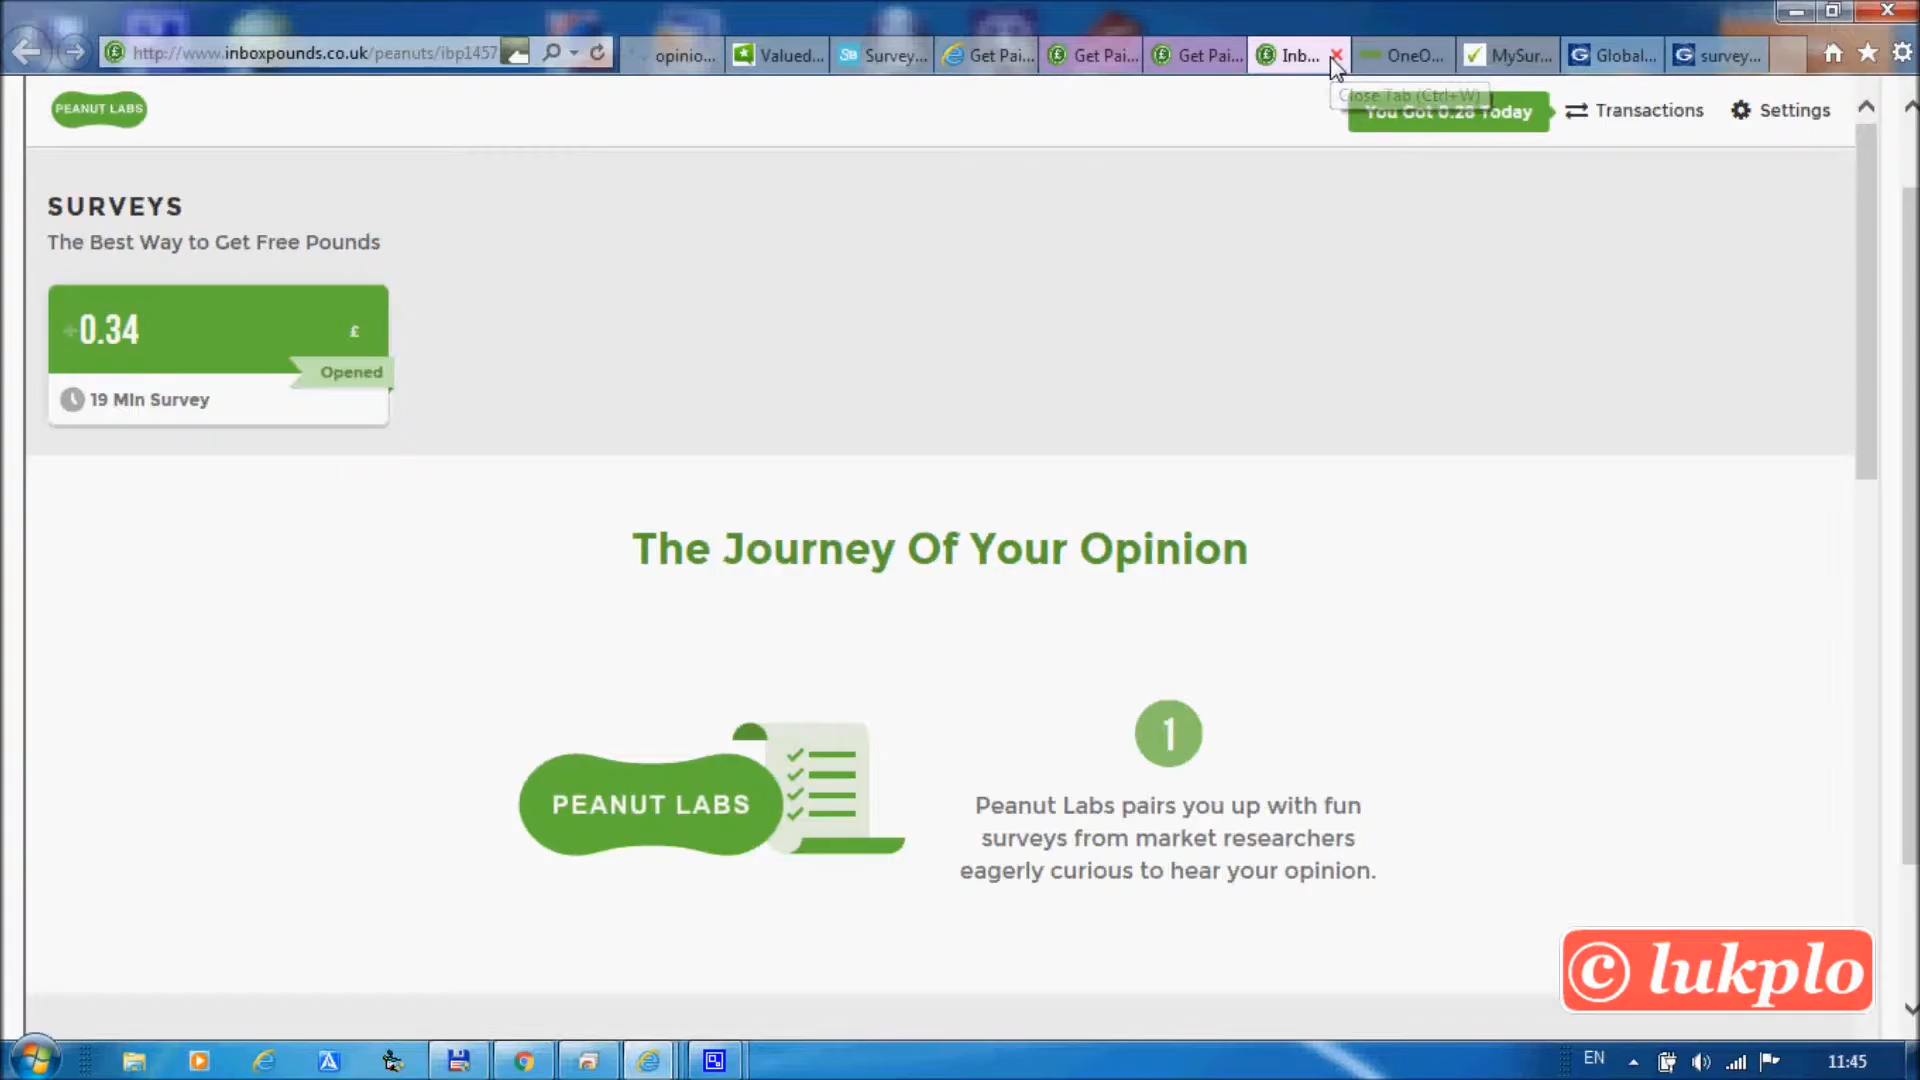 http://www.inboxpounds.co.uk/peanuts/ibp1457
opinio...
Valued...
Survey...
Get Pai...
Get Pai...
Get Pai...
Inb...
OneO...
MySur...
Global...
survey...
Close Tab (Ctrl+W)
PEANUT LABS
You Got 0.28 Today
Transactions
Settings
SURVEYS
The Best Way to Get Free Pounds
+0.34
£
Opened
19 MIn Survey
The Journey Of Your Opinion
PEANUT LABS
1
Peanut Labs pairs you up with fun
surveys from market researchers
eagerly curious to hear your opinion.
© lukplo
EN
11:45